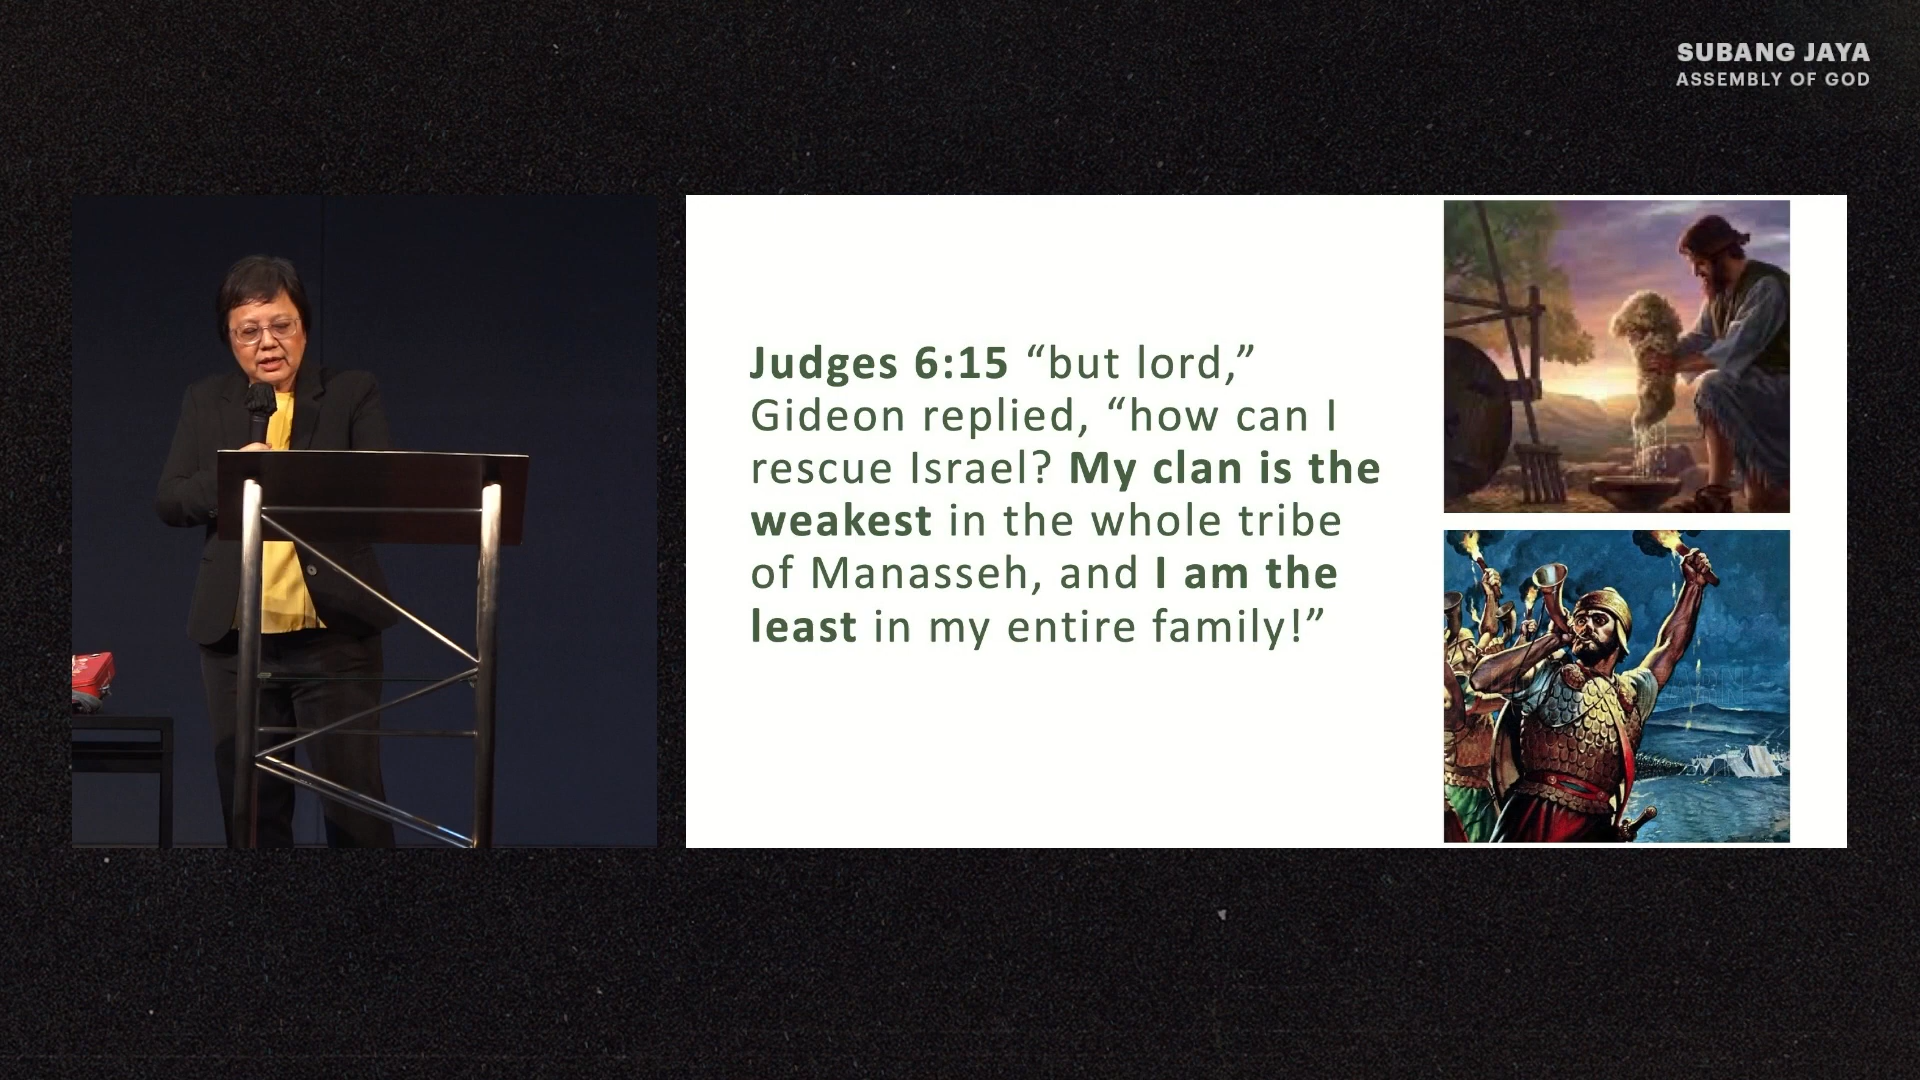 SUBANG JAYA
ASSEMBLY OF GOD
Judges 6:15 “but lord,”
Gideon replied, “how can I
rescue Israel? My clan is the
weakest in the whole tribe
of Manasseh, and I am the
least in my entire family!”